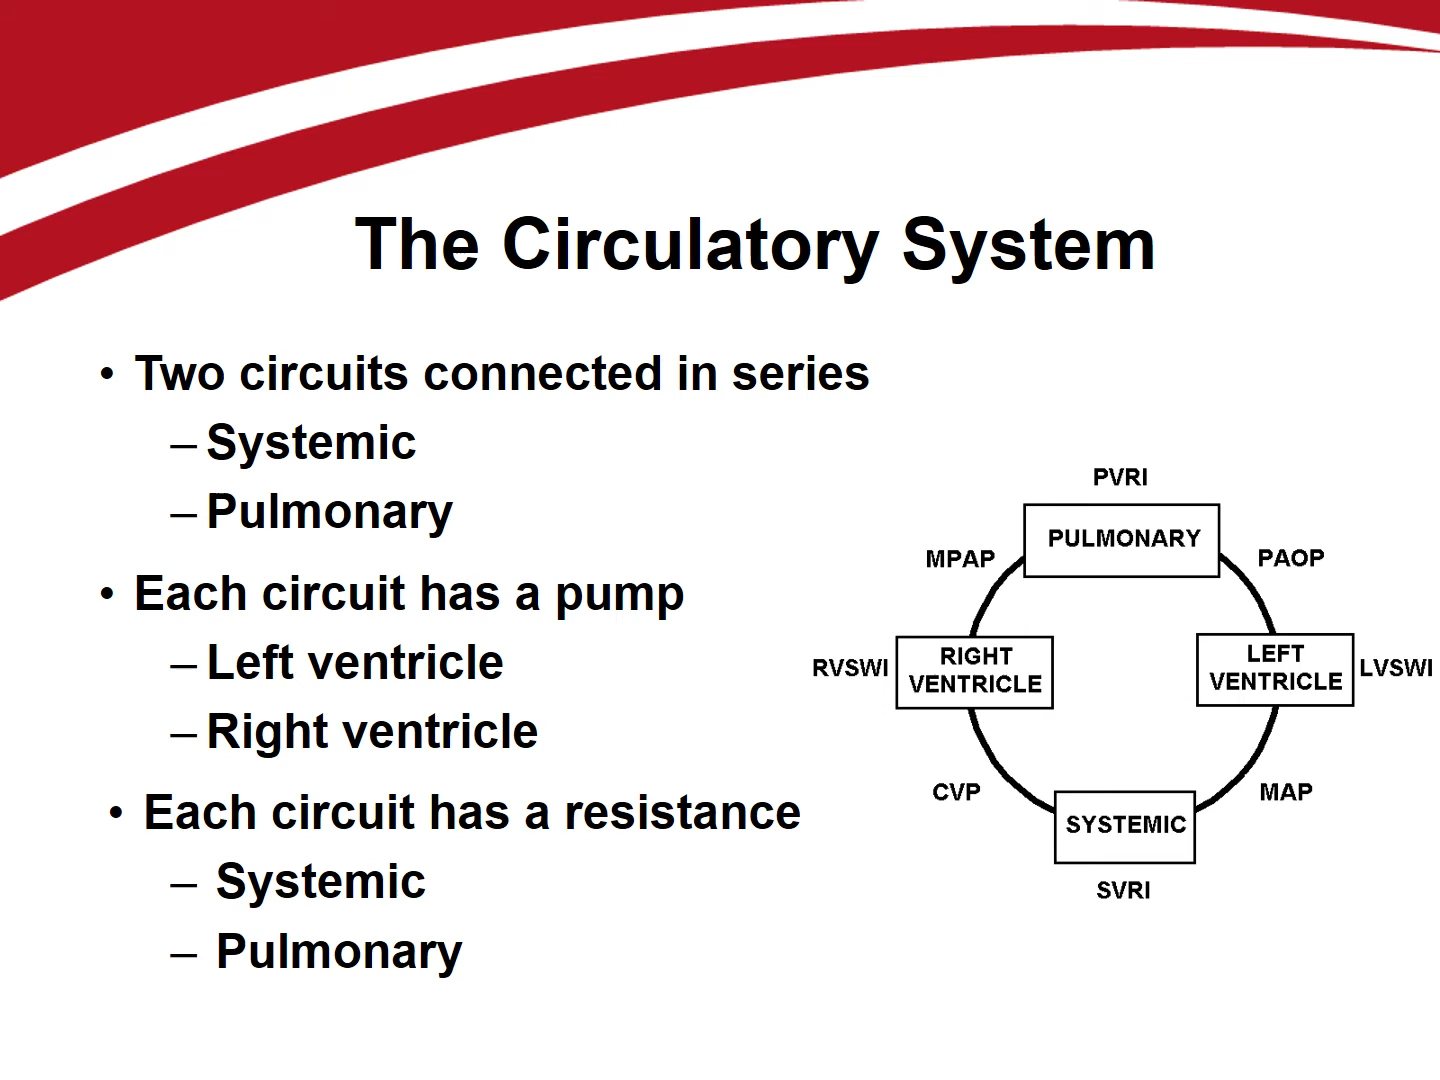 The Circulatory System
• Two circuits connected in series
– Systemic
– Pulmonary
• Each circuit has a pump
– Left ventricle
– Right ventricle
• Each circuit has a resistance
– Systemic
– Pulmonary
PVRI
PULMONARY
MPAP
PAOP
RVSWI
RIGHT
VENTRICLE
LEFT
VENTRICLE
LVSWI
CVP
MAP
SYSTEMIC
SVRI